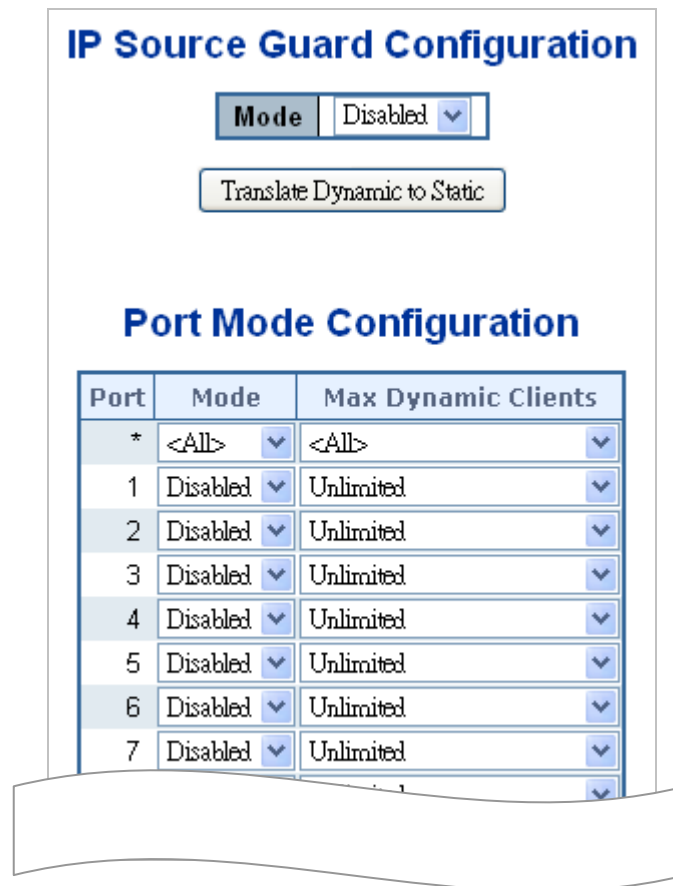 IP Source Guard Configuration
Mode Disabled
Translate Dynamic to Static
Port Mode Configuration
Port Mode Max Dynamic Clients
* <All> <All>
1 Disabled Unlimited
2 Disabled Unlimited
3 Disabled Unlimited
4 Disabled Unlimited
5 Disabled Unlimited
6 Disabled Unlimited
7 Disabled Unlimited